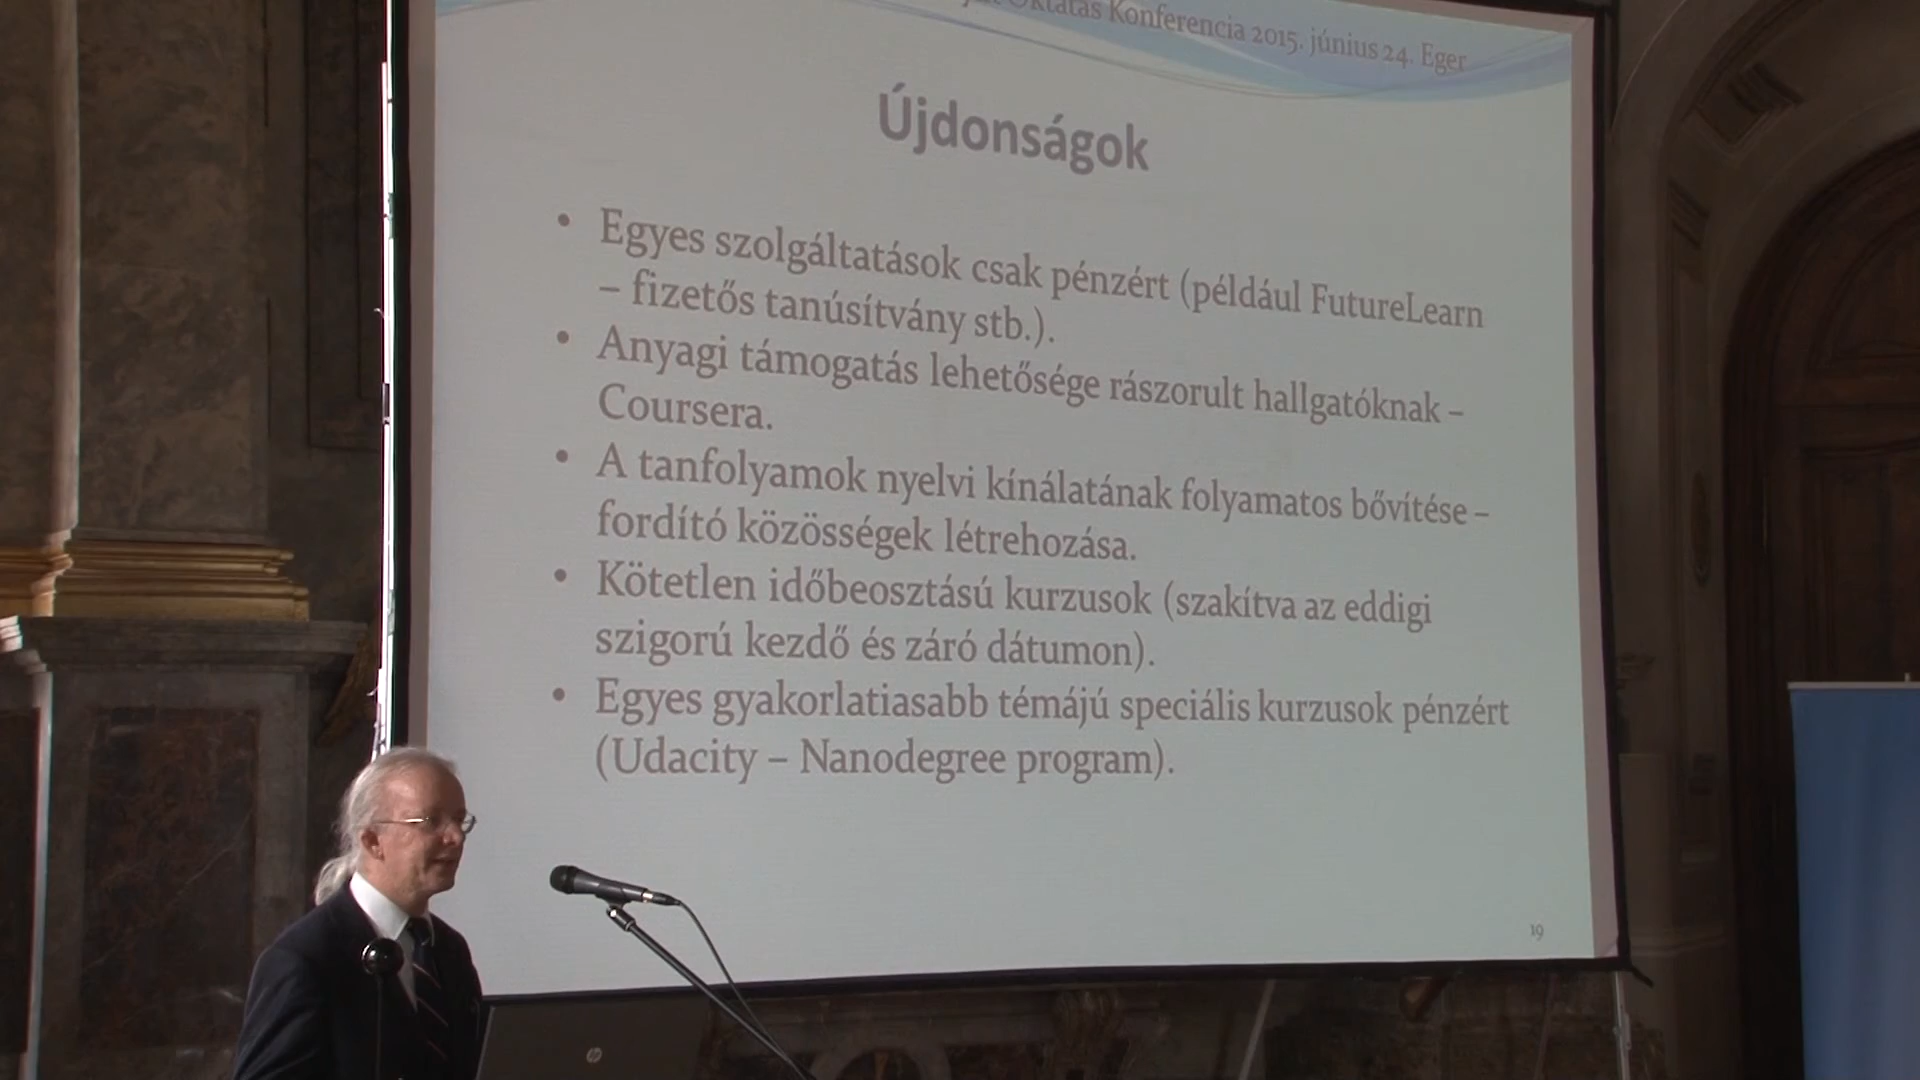 Oktatás Konferencia 2015. június 24. Eger
Újdonságok
• Egyes szolgáltatások csak pénzért (például FutureLearn
– fizetős tanúsítvány stb.).
• Anyagi támogatás lehetősége rászorult hallgatóknak –
Coursera.
• A tanfolyamok nyelvi kínálatának folyamatos bővítése –
fordító közösségek létrehozása.
• Kötetlen időbeosztású kurzusok (szakítva az eddigi
szigorú kezdő és záró dátumon).
• Egyes gyakorlatiasabb témájú speciális kurzusok pénzért
(Udacity – Nanodegree program).
19
hp